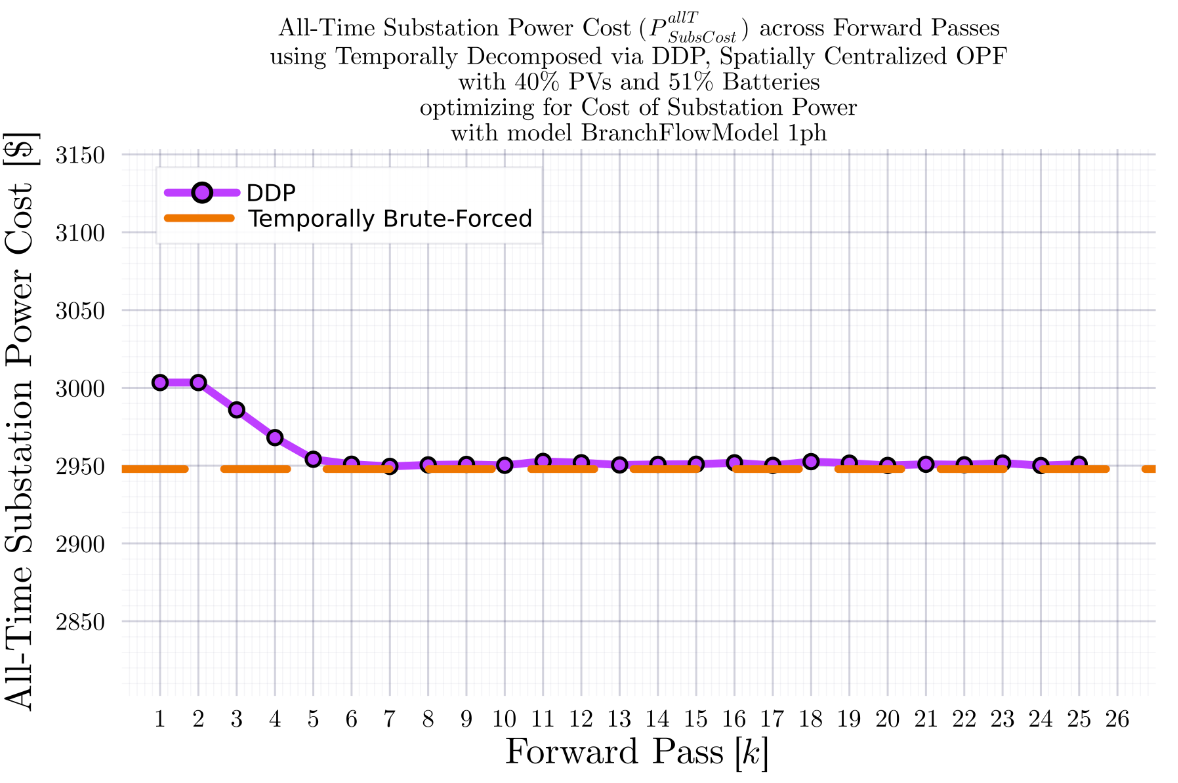 All-Time Substation Power Cost (P^{allT}_{SubsCost}) across Forward Passes
using Temporally Decomposed via DDP, Spatially Centralized OPF
with 40% PVs and 51% Batteries
optimizing for Cost of Substation Power
with model BranchFlowModel 1ph
All-Time Substation Power Cost [$]
3150
3100
3050
3000
2950
2900
2850
DDP
Temporally Brute-Forced
1 2 3 4 5 6 7 8 9 10 11 12 13 14 15 16 17 18 19 20 21 22 23 24 25 26
Forward Pass [k]